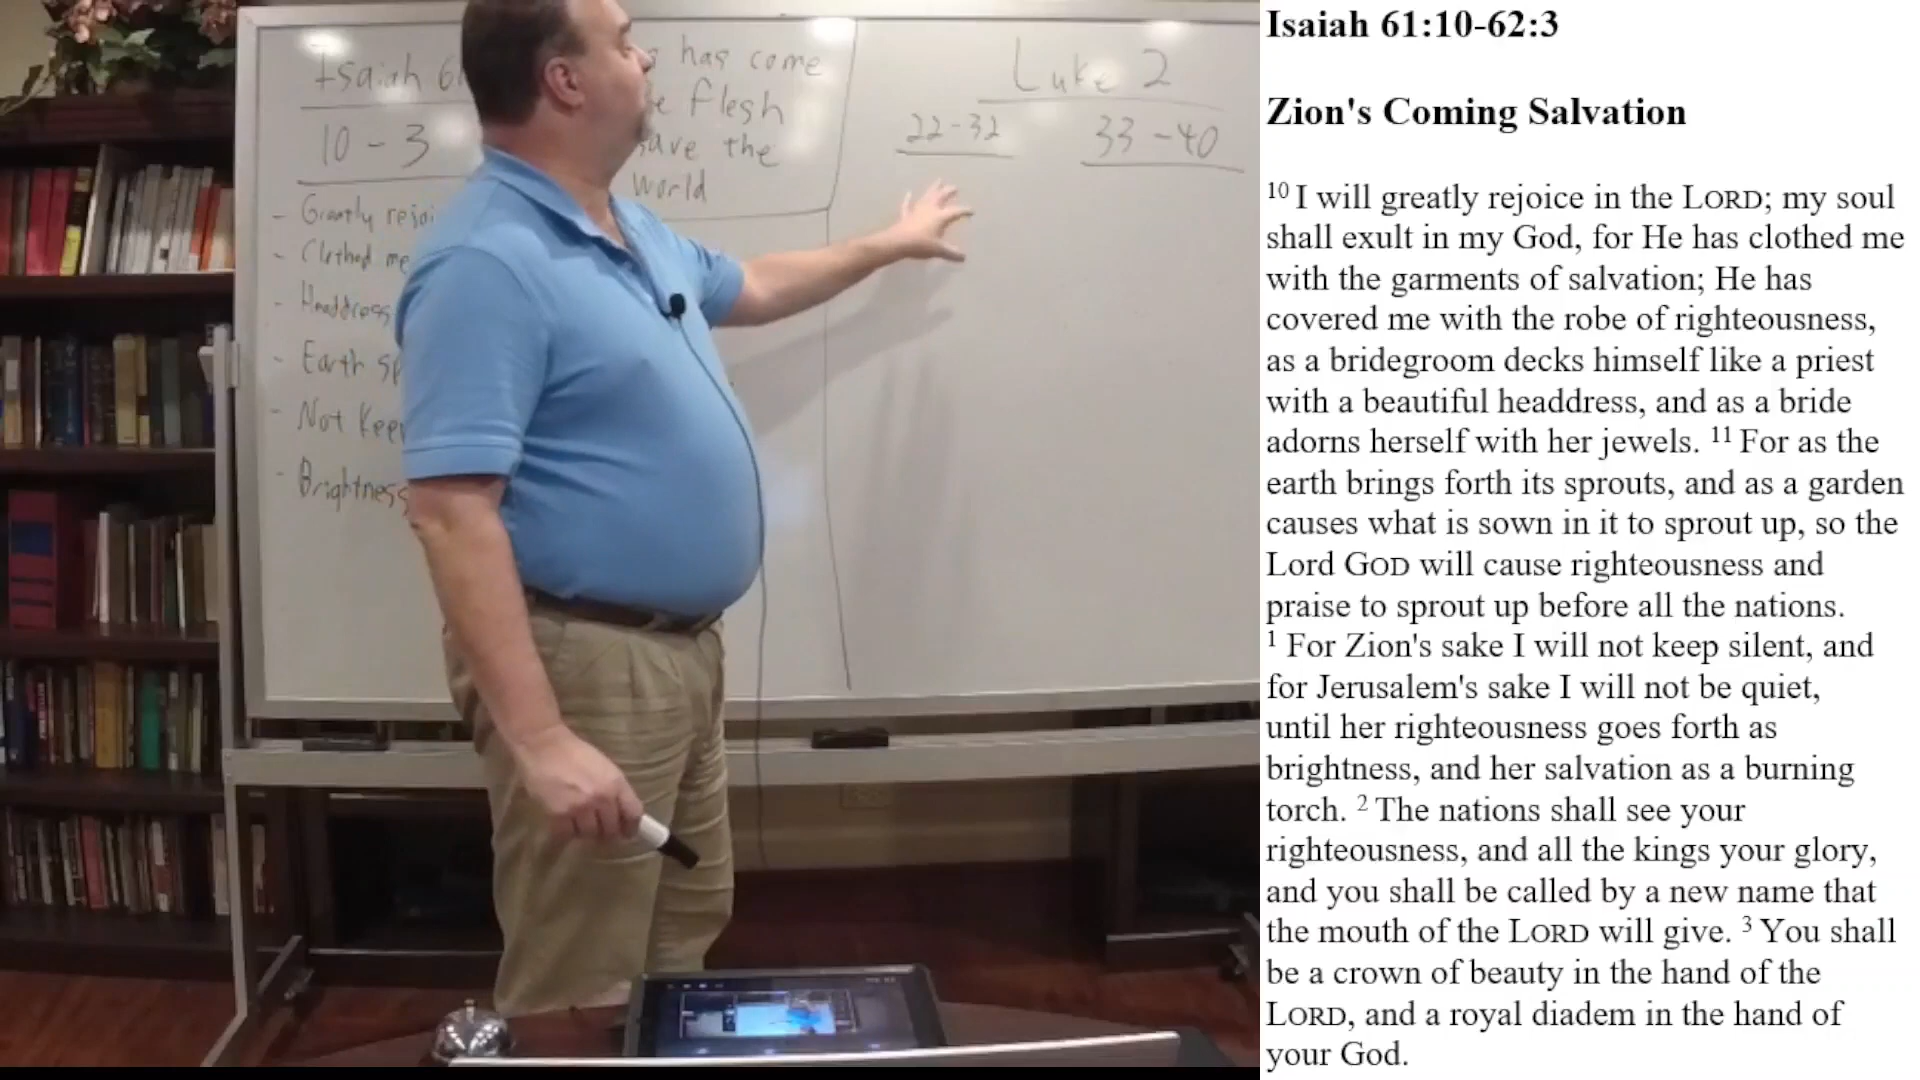 Isaiah 61
10 - 3
- Greatly rejoi
- Clothed me
- Headdress
- Earth sp
- Not Keep
- Brightness
has come
Flesh
save the
world
Luke 2
22-32
33-40
Isaiah 61:10-62:3
Zion's Coming Salvation
10 I will greatly rejoice in the LORD; my soul
shall exult in my God, for He has clothed me
with the garments of salvation; He has
covered me with the robe of righteousness,
as a bridegroom decks himself like a priest
with a beautiful headdress, and as a bride
adorns herself with her jewels. 11 For as the
earth brings forth its sprouts, and as a garden
causes what is sown in it to sprout up, so the
Lord GOD will cause righteousness and
praise to sprout up before all the nations.
1 For Zion's sake I will not keep silent, and
for Jerusalem's sake I will not be quiet,
until her righteousness goes forth as
brightness, and her salvation as a burning
torch. 2 The nations shall see your
righteousness, and all the kings your glory,
and you shall be called by a new name that
the mouth of the LORD will give. 3 You shall
be a crown of beauty in the hand of the
LORD, and a royal diadem in the hand of
your God.